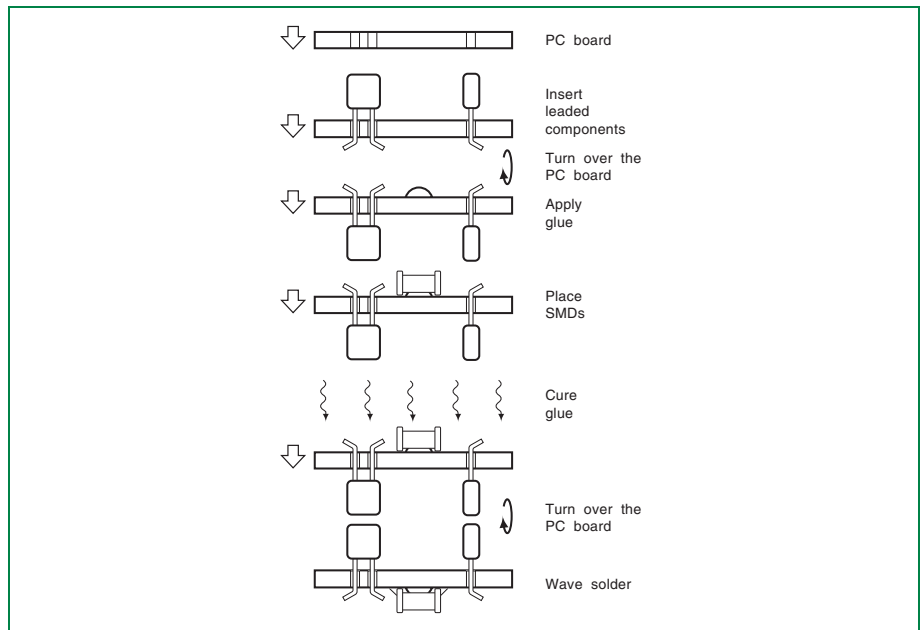 PC board
Insert
leaded
components
Turn over the
PC board
Apply
glue
Place
SMDs
Cure
glue
Turn over the
PC board
Wave solder